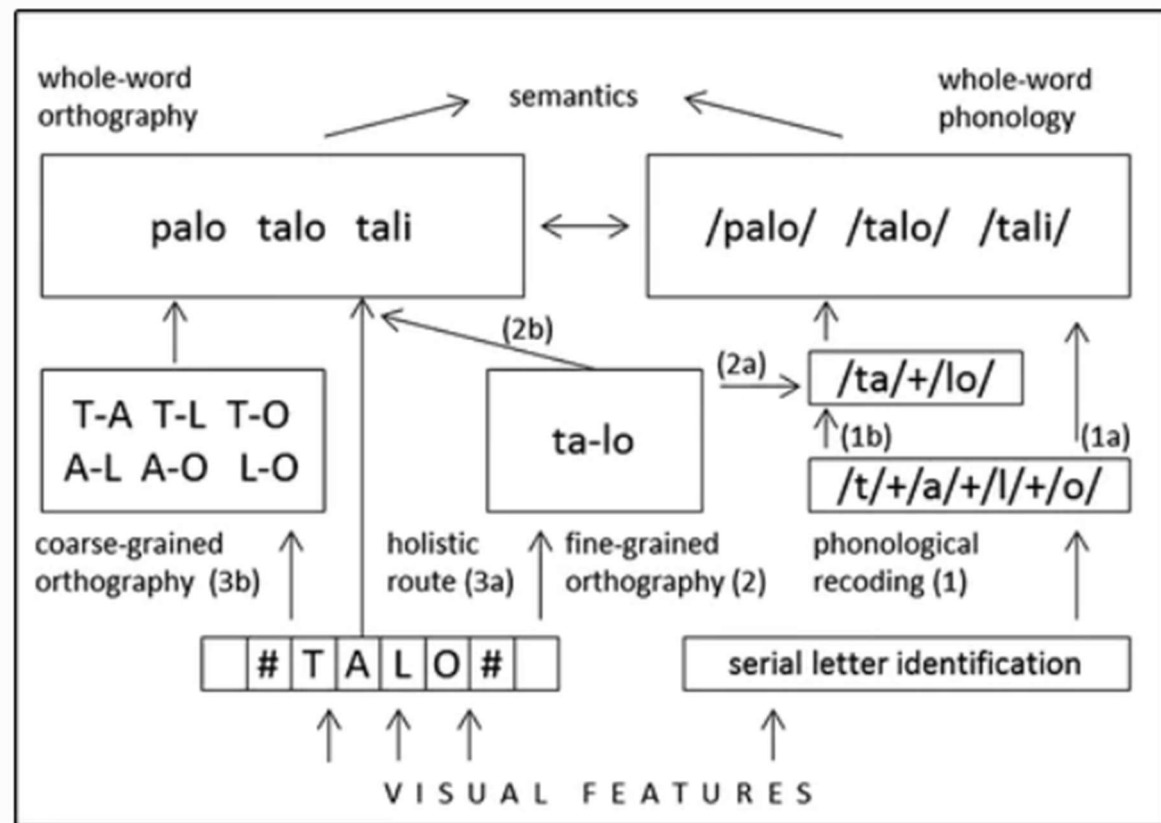 whole-word
orthography
semantics
whole-word
phonology
palo talo tali
/palo/ /talo/ /tali/
(2b)
(2a)
/ta/+/lo/
T-A T-L T-O
A-L A-O L-O
ta-lo
(1b)
(1a)
/t/+/a/+/l/+/o/
coarse-grained
orthography (3b)
holistic
route (3a)
fine-grained
orthography (2)
phonological
recoding (1)
# T A L O #
serial letter identification
VISUAL FEATURES